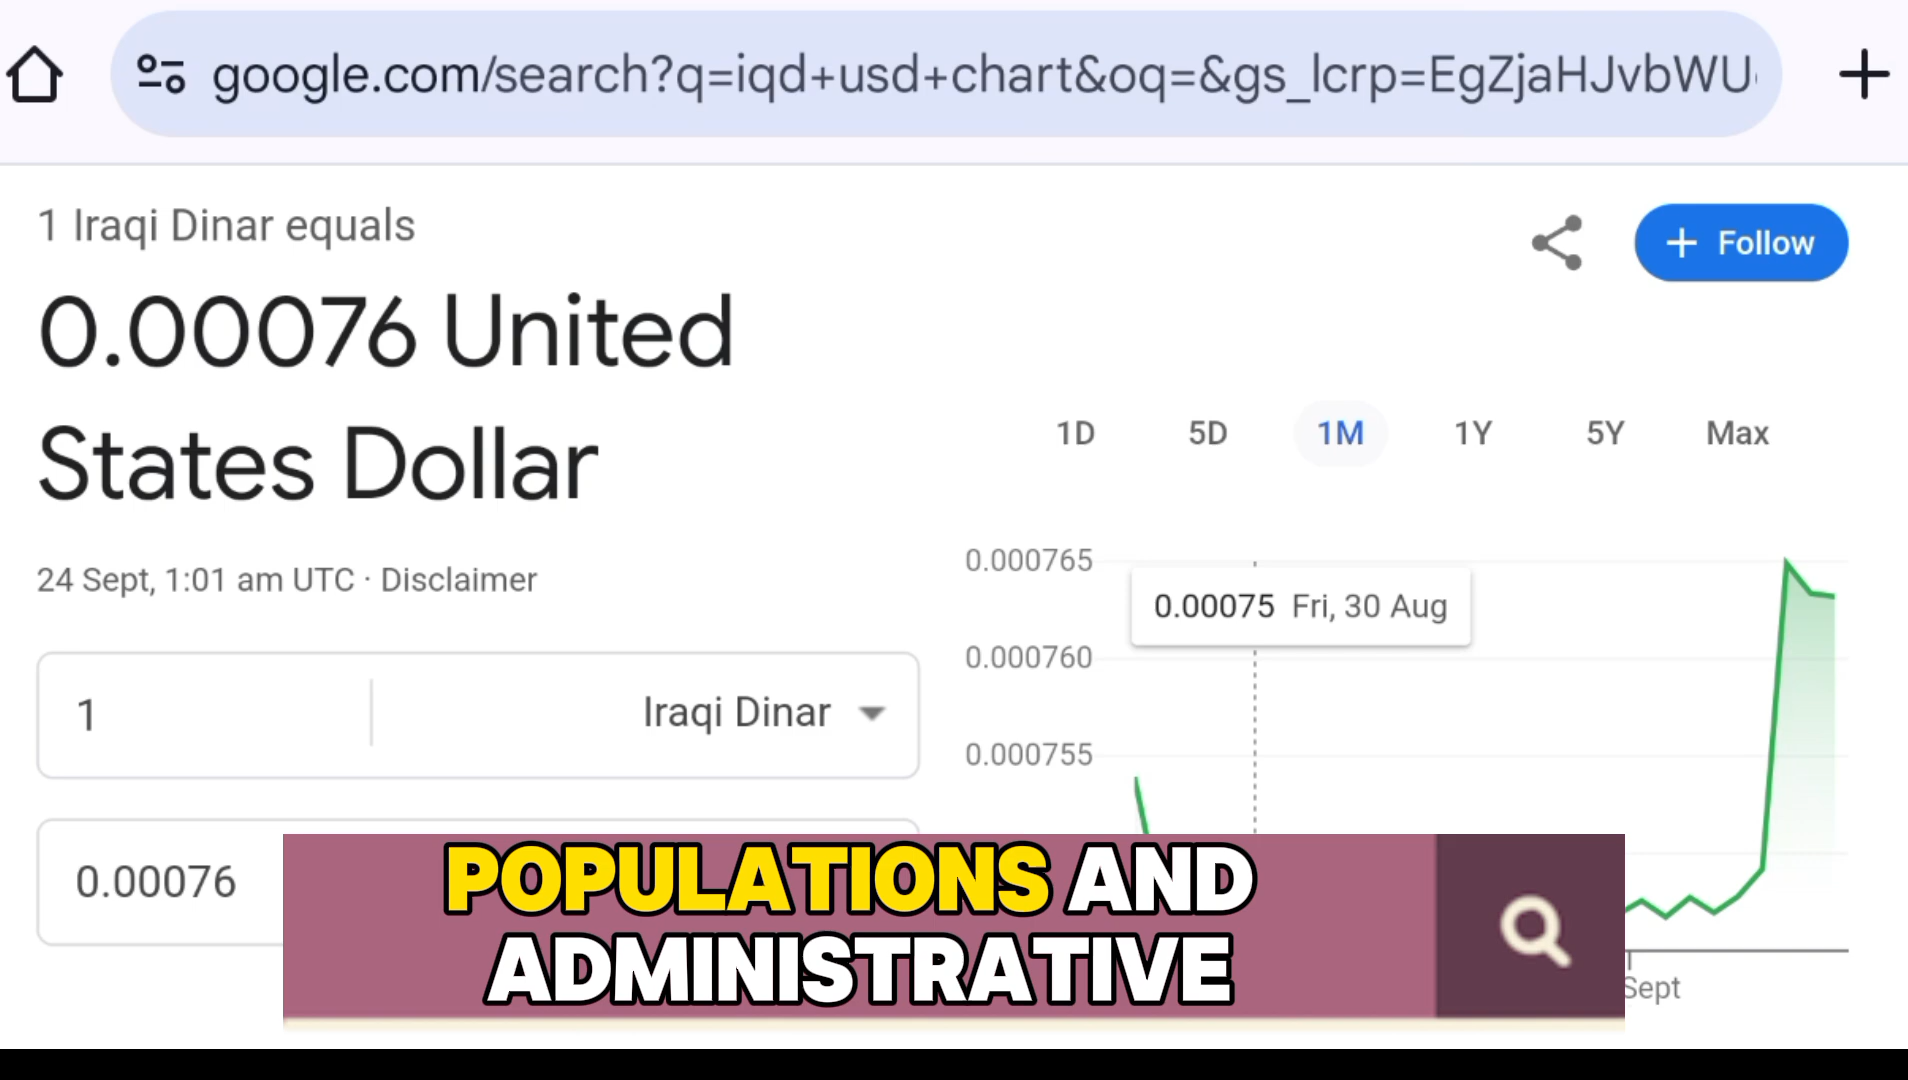 google.com/search?q=iqd+usd+chart&oq=&gs_lcrp=EgZjaHJvbWU
1 Iraqi Dinar equals
0.00076 United
States Dollar
24 Sept, 1:01 am UTC · Disclaimer
+ Follow
1D 5D 1M 1Y 5Y Max
0.000765
0.00075 Fri, 30 Aug
0.000760
0.000755
1 Iraqi Dinar
0.00076
POPULATIONS AND
ADMINISTRATIVE
Sept